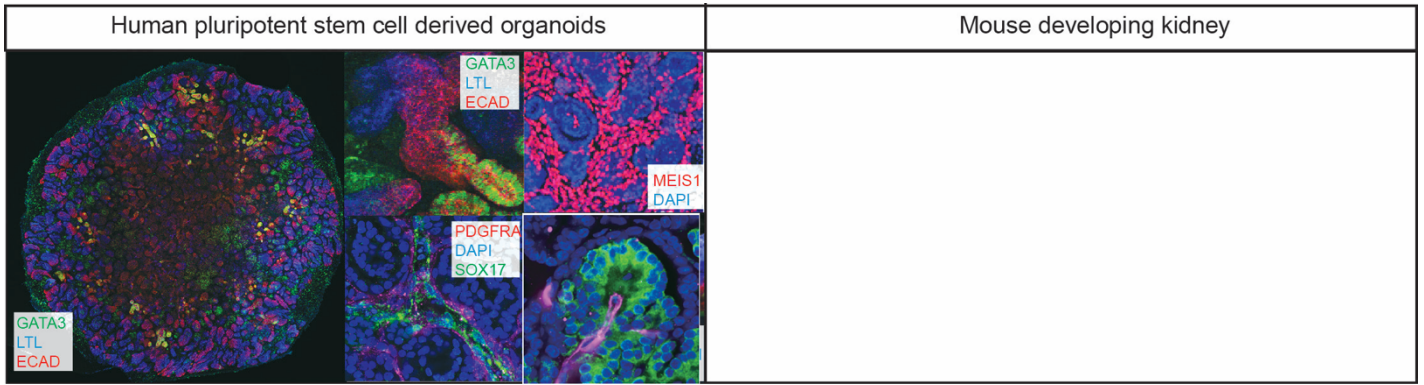 Human pluripotent stem cell derived organoids
Mouse developing kidney
GATA3
LTL
ECAD
GATA3
LTL
ECAD
MEIS1
DAPI
PDGFRA
DAPI
SOX17